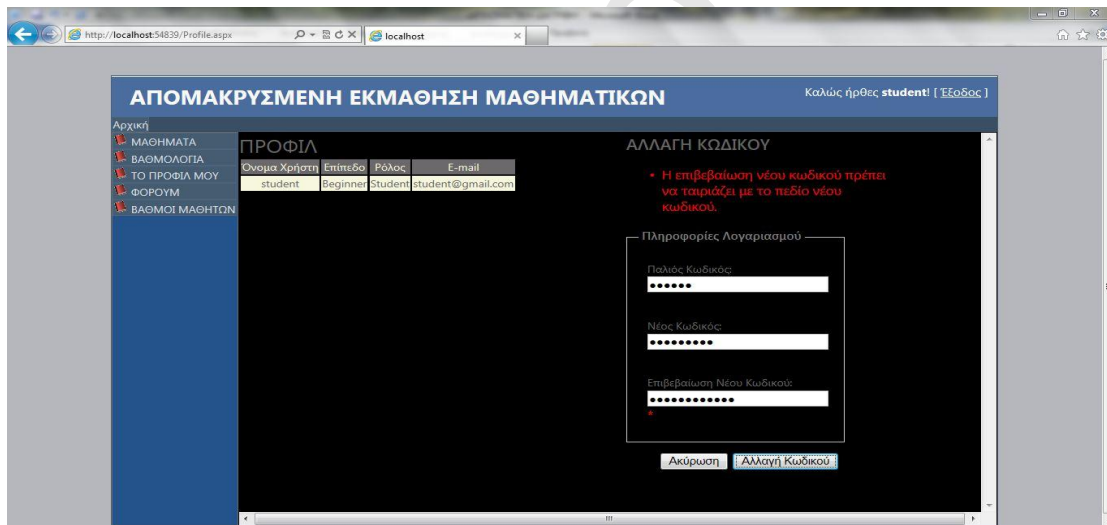 http://localhost:54839/Profile.aspx
localhost
ΑΠΟΜΑΚΡΥΣΜΕΝΗ ΕΚΜΑΘΗΣΗ ΜΑΘΗΜΑΤΙΚΩΝ
Καλώς ήρθες student! [ Έξοδος ]
Αρχική
ΜΑΘΗΜΑΤΑ
ΒΑΘΜΟΛΟΓΙΑ
ΤΟ ΠΡΟΦΙΛ ΜΟΥ
ΦΟΡΟΥΜ
ΒΑΘΜΟΙ ΜΑΘΗΤΩΝ
ΠΡΟΦΙΛ
Όνομα Χρήστη Επίπεδο Ρόλος E-mail
student Beginner Student student@gmail.com
ΑΛΛΑΓΗ ΚΩΔΙΚΟΥ
• Η επιβεβαίωση νέου κωδικού πρέπει
να ταιριάζει με το πεδίο νέου
κωδικού.
Πληροφορίες Λογαριασμού
Παλιός Κωδικός:
••••••
Νέος Κωδικός:
•••••••••
Επιβεβαίωση Νέου Κωδικού:
••••••••••••
*
Ακύρωση Αλλαγή Κωδικού